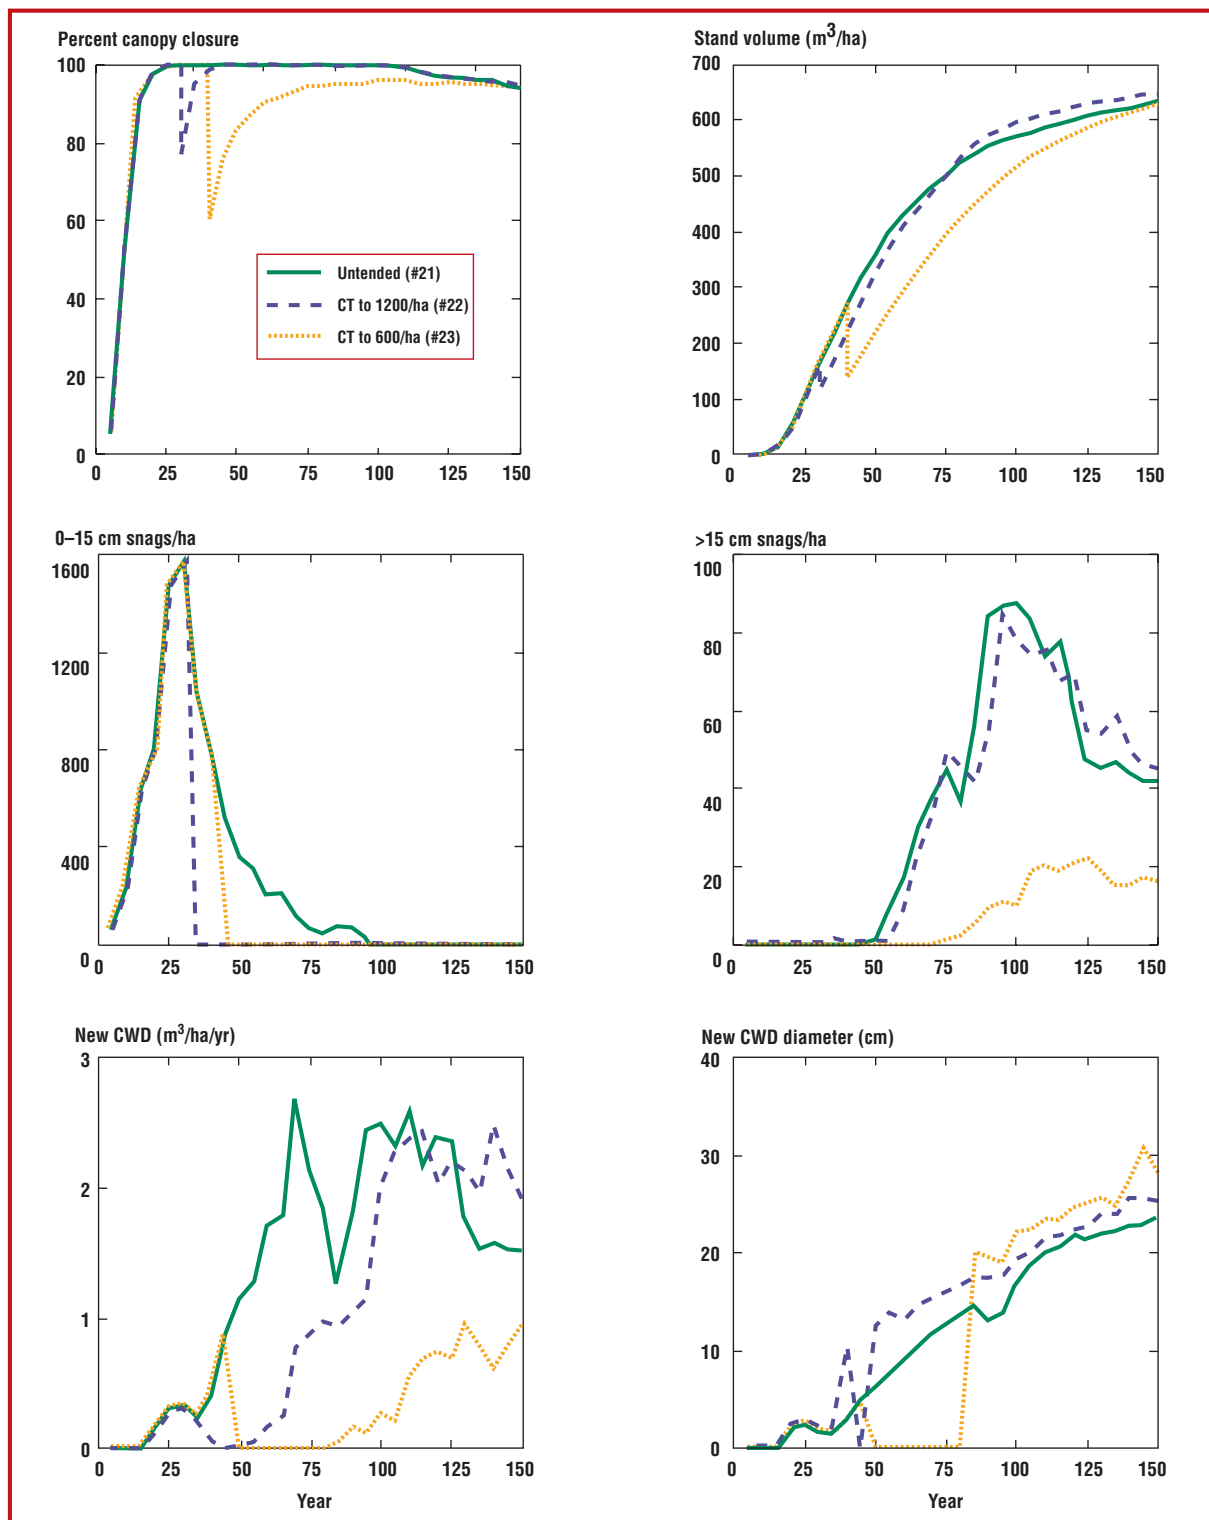 Percent canopy closure
100
80
60
40
20
0
0 25 50 75 100 125 150
Untended (#21)
CT to 1200/ha (#22)
CT to 600/ha (#23)
Stand volume (m3/ha)
700
600
500
400
300
200
100
0
0 25 50 75 100 125 150
0–15 cm snags/ha
1600
1200
800
400
0
0 25 50 75 100 125 150
>15 cm snags/ha
100
80
60
40
20
0
0 25 50 75 100 125 150
New CWD (m3/ha/yr)
3
2
1
0
0 25 50 75 100 125 150
Year
New CWD diameter (cm)
40
30
20
10
0
0 25 50 75 100 125 150
Year